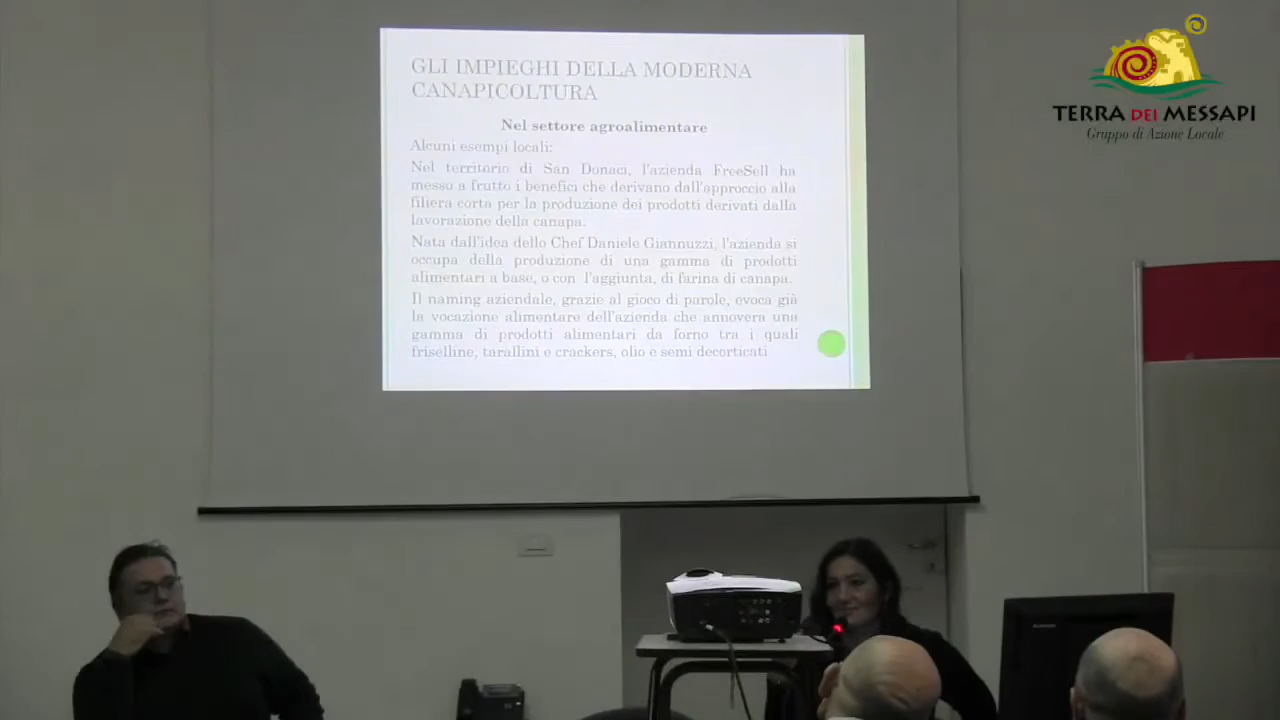 GLI IMPIEGHI DELLA MODERNA
CANAPICOLTURA
Nel settore agroalimentare
Alcuni esempi locali:
Nel territorio di San Donaci, l'azienda FreeSell ha
messo a frutto i benefici che derivano dall'approccio alla
filiera corta per la produzione dei prodotti derivati dalla
lavorazione della canapa.
Nata dall'idea dello Chef Daniele Giannuzzi, l'azienda si
occupa della produzione di una gamma di prodotti
alimentari a base, o con l'aggiunta, di farina di canapa.
Il naming aziendale, grazie al gioco di parole, evoca già
la vocazione alimentare dell'azienda che annovera una
gamma di prodotti alimentari da forno tra i quali
friselline, tarallini e crackers, olio e semi decorticati
TERRA DEI MESSAPI
Gruppo di Azione Locale